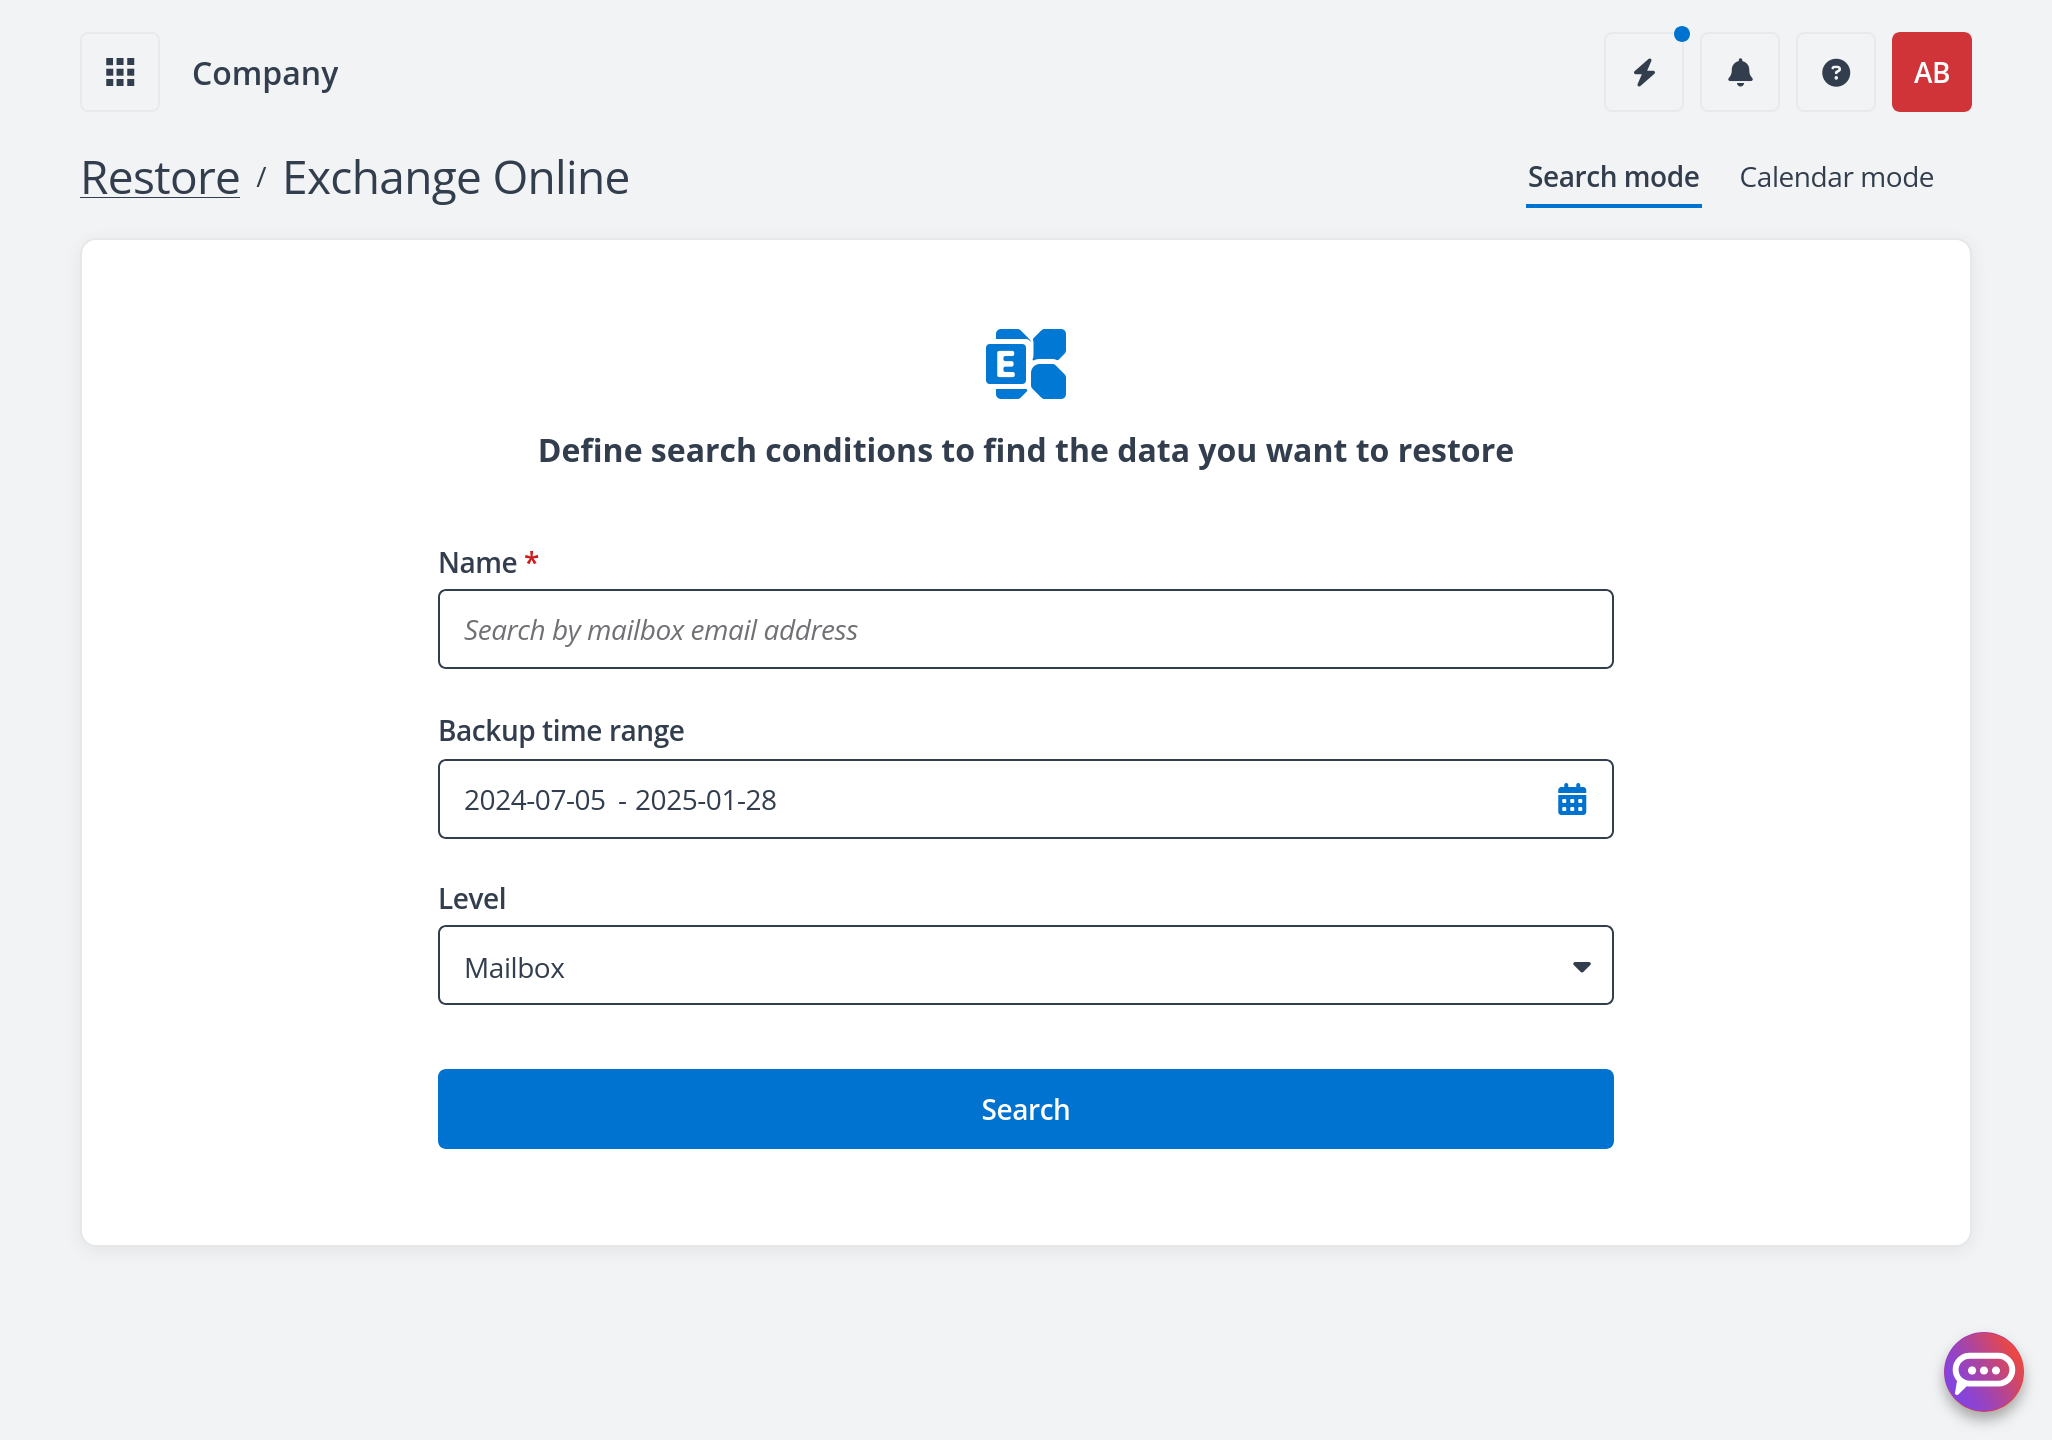 Company
AB
Restore / Exchange Online
Search mode
Calendar mode
E
Define search conditions to find the data you want to restore
Name *
Search by mailbox email address
Backup time range
2024-07-05 - 2025-01-28
Level
Mailbox
Search